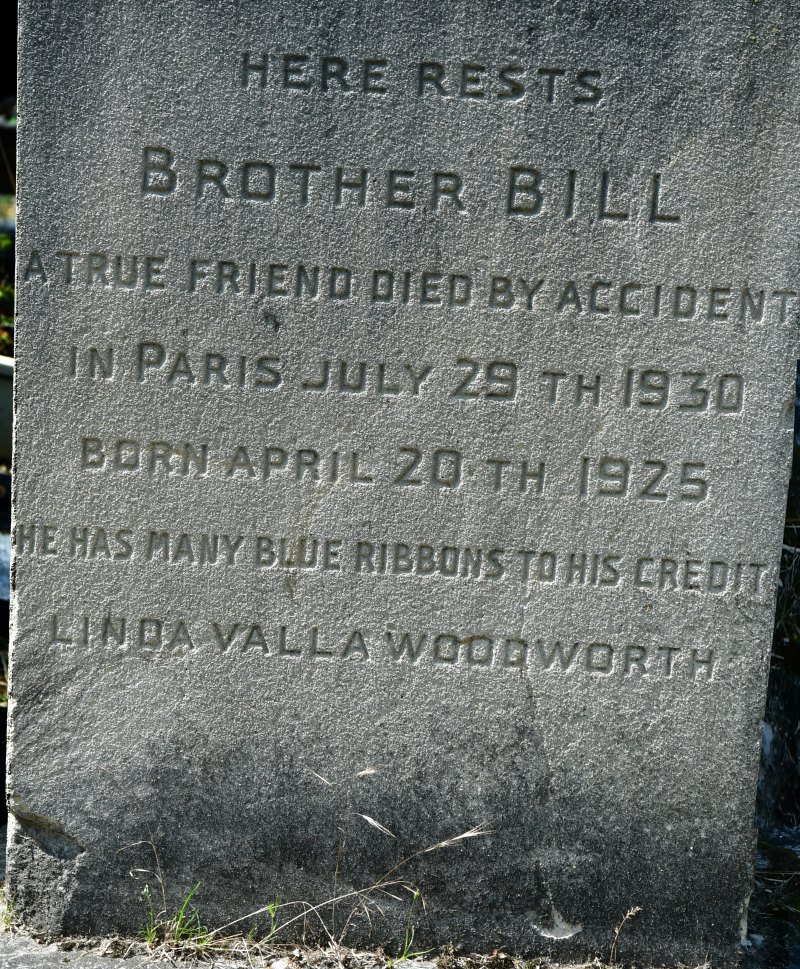 HERE RESTS
BROTHER BILL
A TRUE FRIEND DIED BY ACCIDENT
IN PARIS JULY 29 TH 1930
BORN APRIL 20 TH 1925
HE HAS MANY BLUE RIBBONS TO HIS CREDIT
LINDA VALLA WOODWORTH